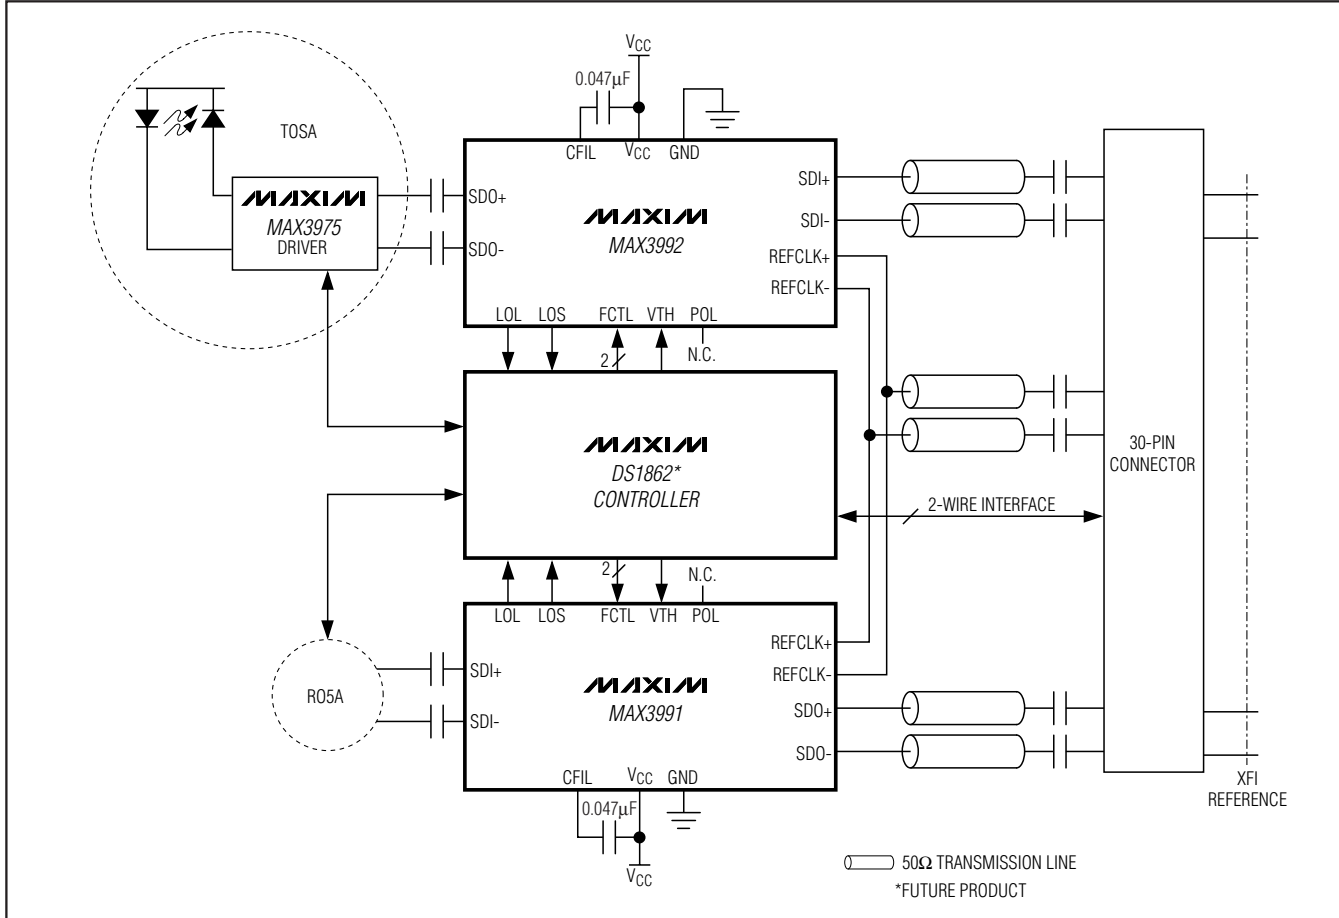 VCC
0.047µF
TOSA
CFIL
VCC
GND
MAXIM
MAX3975
DRIVER
SDO+
SDO-
MAXIM
MAX3992
SDI+
SDI-
REFCLK+
REFCLK-
LOL
LOS
FCTL
VTH
POL
2
N.C.
MAXIM
DS1862*
CONTROLLER
2-WIRE INTERFACE
30-PIN
CONNECTOR
2
N.C.
LOL
LOS
FCTL
VTH
POL
R05A
SDI+
SDI-
MAXIM
MAX3991
REFCLK+
REFCLK-
SDO+
SDO-
CFIL
VCC
GND
0.047µF
VCC
XFI
REFERENCE
50Ω TRANSMISSION LINE
*FUTURE PRODUCT